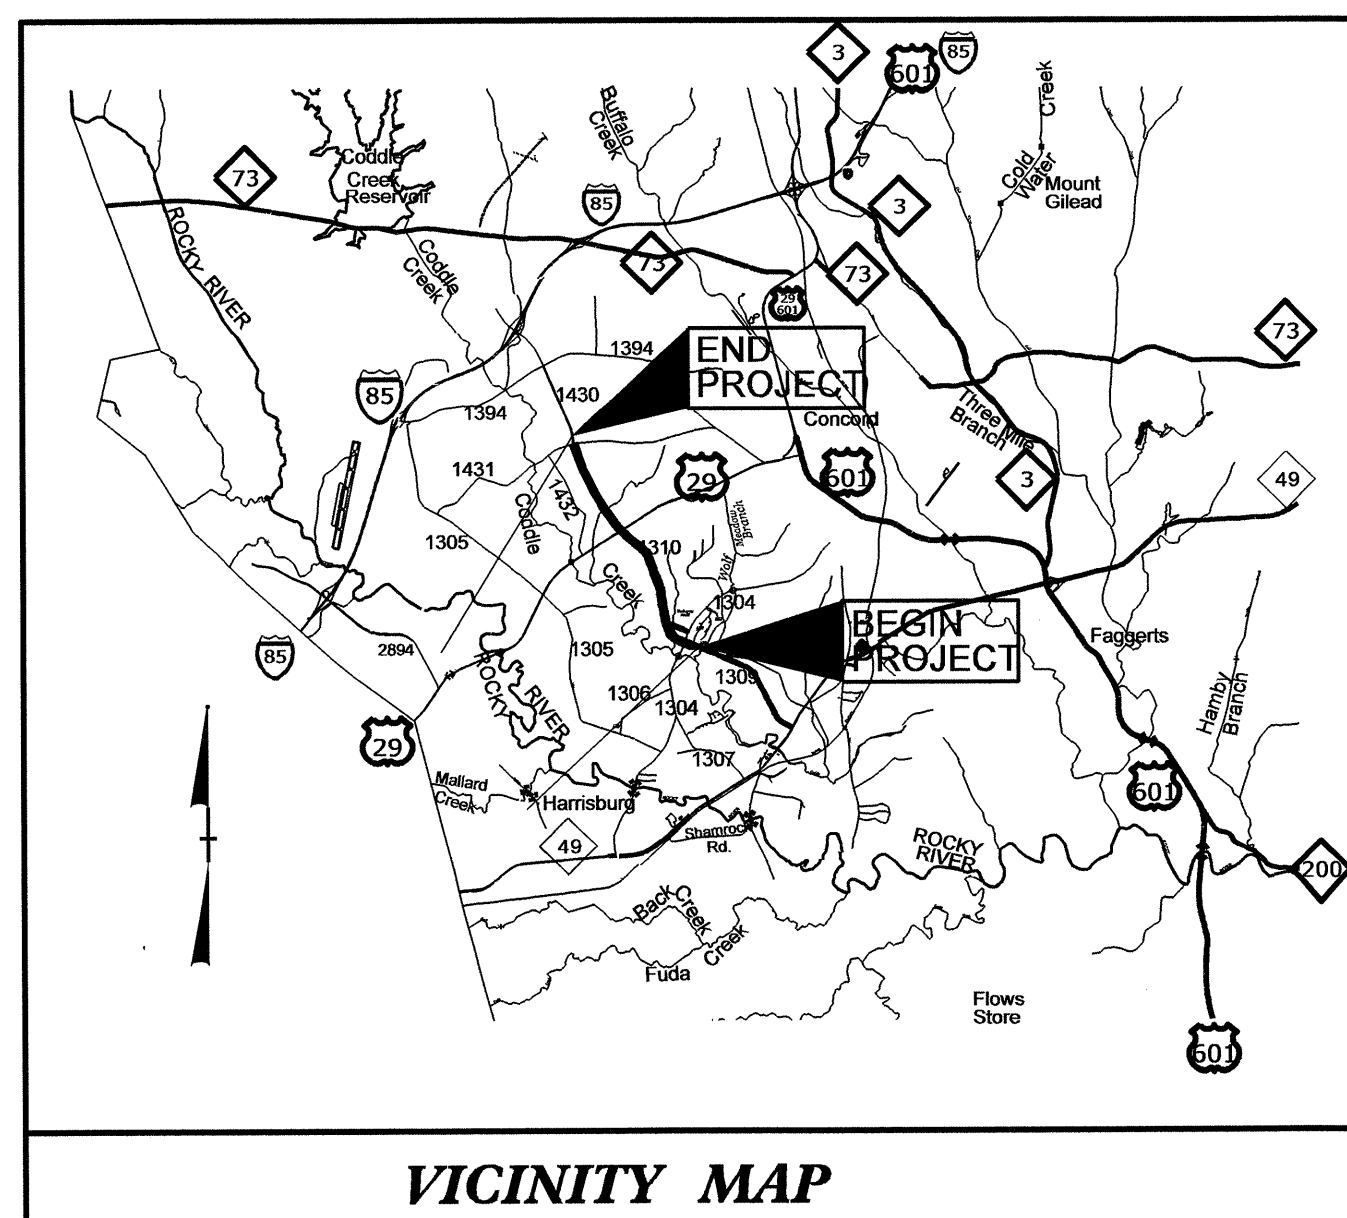 3
601
85
Buffalo
Creek
Creek
Cold
Water
Mount
Gilead
Coddle
Creek
Reservoir
73
85
3
ROCKY RIVER
Coddle
Creek
73
73
29
601
73
END
PROJECT
1394
1430
85
1394
Concord
Three Mile
Branch
29
601
3
49
1431
1432
Coddle
Meadow
Branch
1305
1310
Wolf
Creek
1304
BEGIN
PROJECT
Faggerts
2894
85
1305
1309
ROCKY
RIVER
1306
1304
Hamby
Branch
29
1307
Mallard
Creek
Harrisburg
601
49
Shamrock
Rd.
ROCKY
RIVER
200
Back Creek
Creek
Fuda
Flows
Store
601
VICINITY MAP